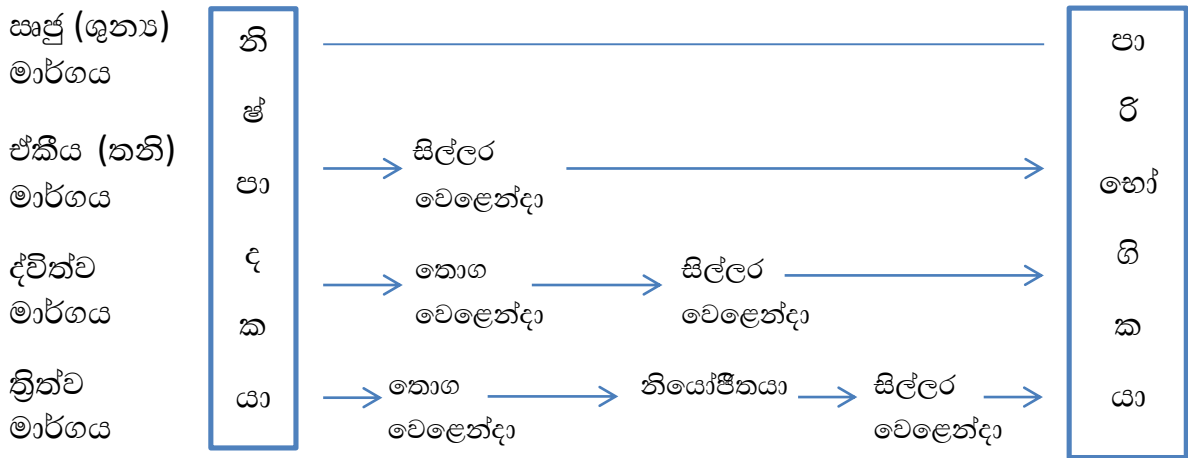 ඍජු (ශුන්‍ය)
මාර්ගය
ඒකීය (තනි)
මාර්ගය
ද්විත්ව
මාර්ගය
ත්‍රිත්ව
මාර්ගය
නි
ෂ්
පා
ද
ක
යා
සිල්ලර
වෙළෙන්දා
තොග
වෙළෙන්දා
සිල්ලර
වෙළෙන්දා
තොග
වෙළෙන්දා
නියෝජිතයා
සිල්ලර
වෙළෙන්දා
පා
රි
භෝ
ගි
ක
යා